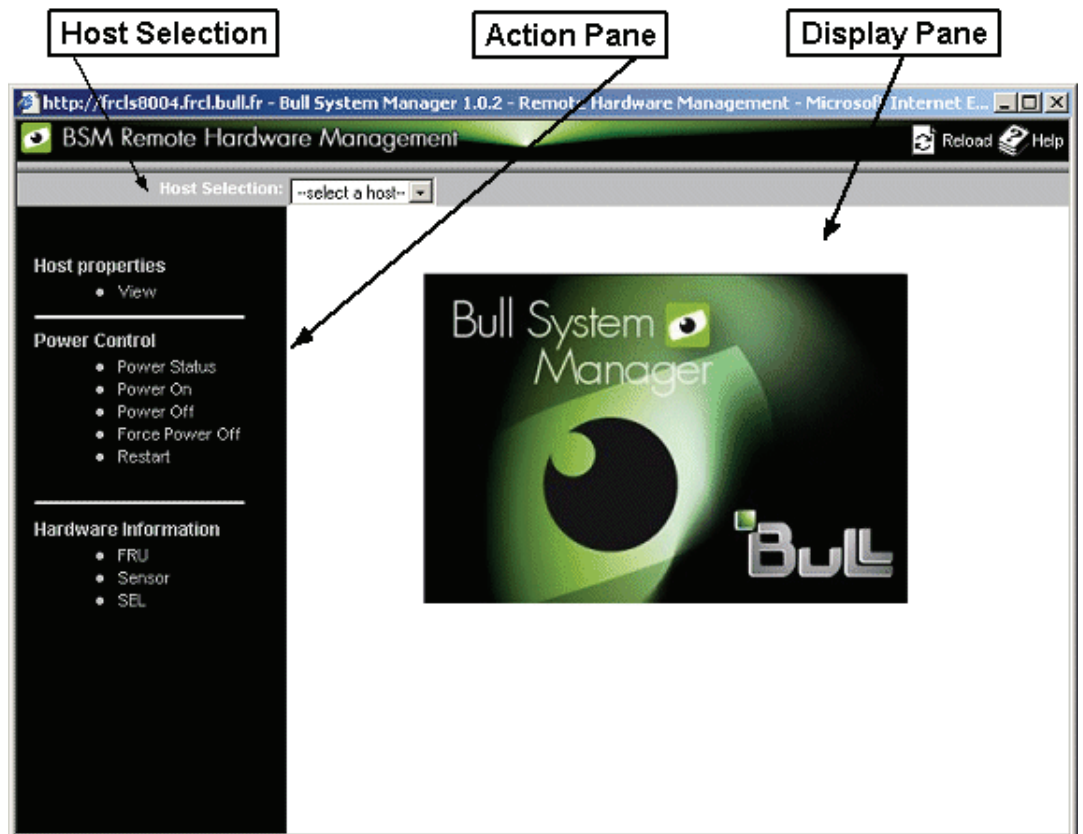 Host Selection
Action Pane
Display Pane
http://frcls8004.frcl.bull.fr - Bull System Manager 1.0.2 - Remote Hardware Management - Microsoft Internet E...
BSM Remote Hardware Management
Reload
Help
Host Selection:
--select a host--
Host properties
View
Power Control
Power Status
Power On
Power Off
Force Power Off
Restart
Hardware Information
FRU
Sensor
SEL
Bull System
Manager
Bull